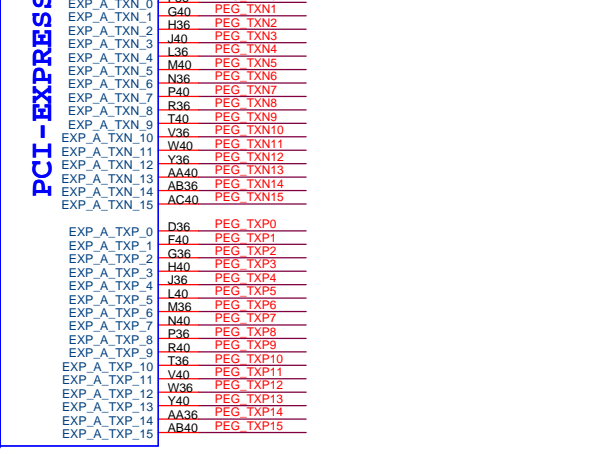 PCI-EXPRESS
EXP_A_TXN_0
EXP_A_TXN_1 G40 PEG_TXN1
EXP_A_TXN_2 H36 PEG_TXN2
EXP_A_TXN_3 J40 PEG_TXN3
EXP_A_TXN_4 L36 PEG_TXN4
EXP_A_TXN_5 M40 PEG_TXN5
EXP_A_TXN_6 N36 PEG_TXN6
EXP_A_TXN_7 P40 PEG_TXN7
EXP_A_TXN_8 R36 PEG_TXN8
EXP_A_TXN_9 T40 PEG_TXN9
EXP_A_TXN_10 V36 PEG_TXN10
EXP_A_TXN_11 W40 PEG_TXN11
EXP_A_TXN_12 Y36 PEG_TXN12
EXP_A_TXN_13 AA40 PEG_TXN13
EXP_A_TXN_14 AB36 PEG_TXN14
EXP_A_TXN_15 AC40 PEG_TXN15
EXP_A_TXP_0 D36 PEG_TXP0
EXP_A_TXP_1 F40 PEG_TXP1
EXP_A_TXP_2 G36 PEG_TXP2
EXP_A_TXP_3 H40 PEG_TXP3
EXP_A_TXP_4 J36 PEG_TXP4
EXP_A_TXP_5 L40 PEG_TXP5
EXP_A_TXP_6 M36 PEG_TXP6
EXP_A_TXP_7 N40 PEG_TXP7
EXP_A_TXP_8 P36 PEG_TXP8
EXP_A_TXP_9 R40 PEG_TXP9
EXP_A_TXP_10 T36 PEG_TXP10
EXP_A_TXP_11 V40 PEG_TXP11
EXP_A_TXP_12 W36 PEG_TXP12
EXP_A_TXP_13 Y40 PEG_TXP13
EXP_A_TXP_14 AA36 PEG_TXP14
EXP_A_TXP_15 AB40 PEG_TXP15